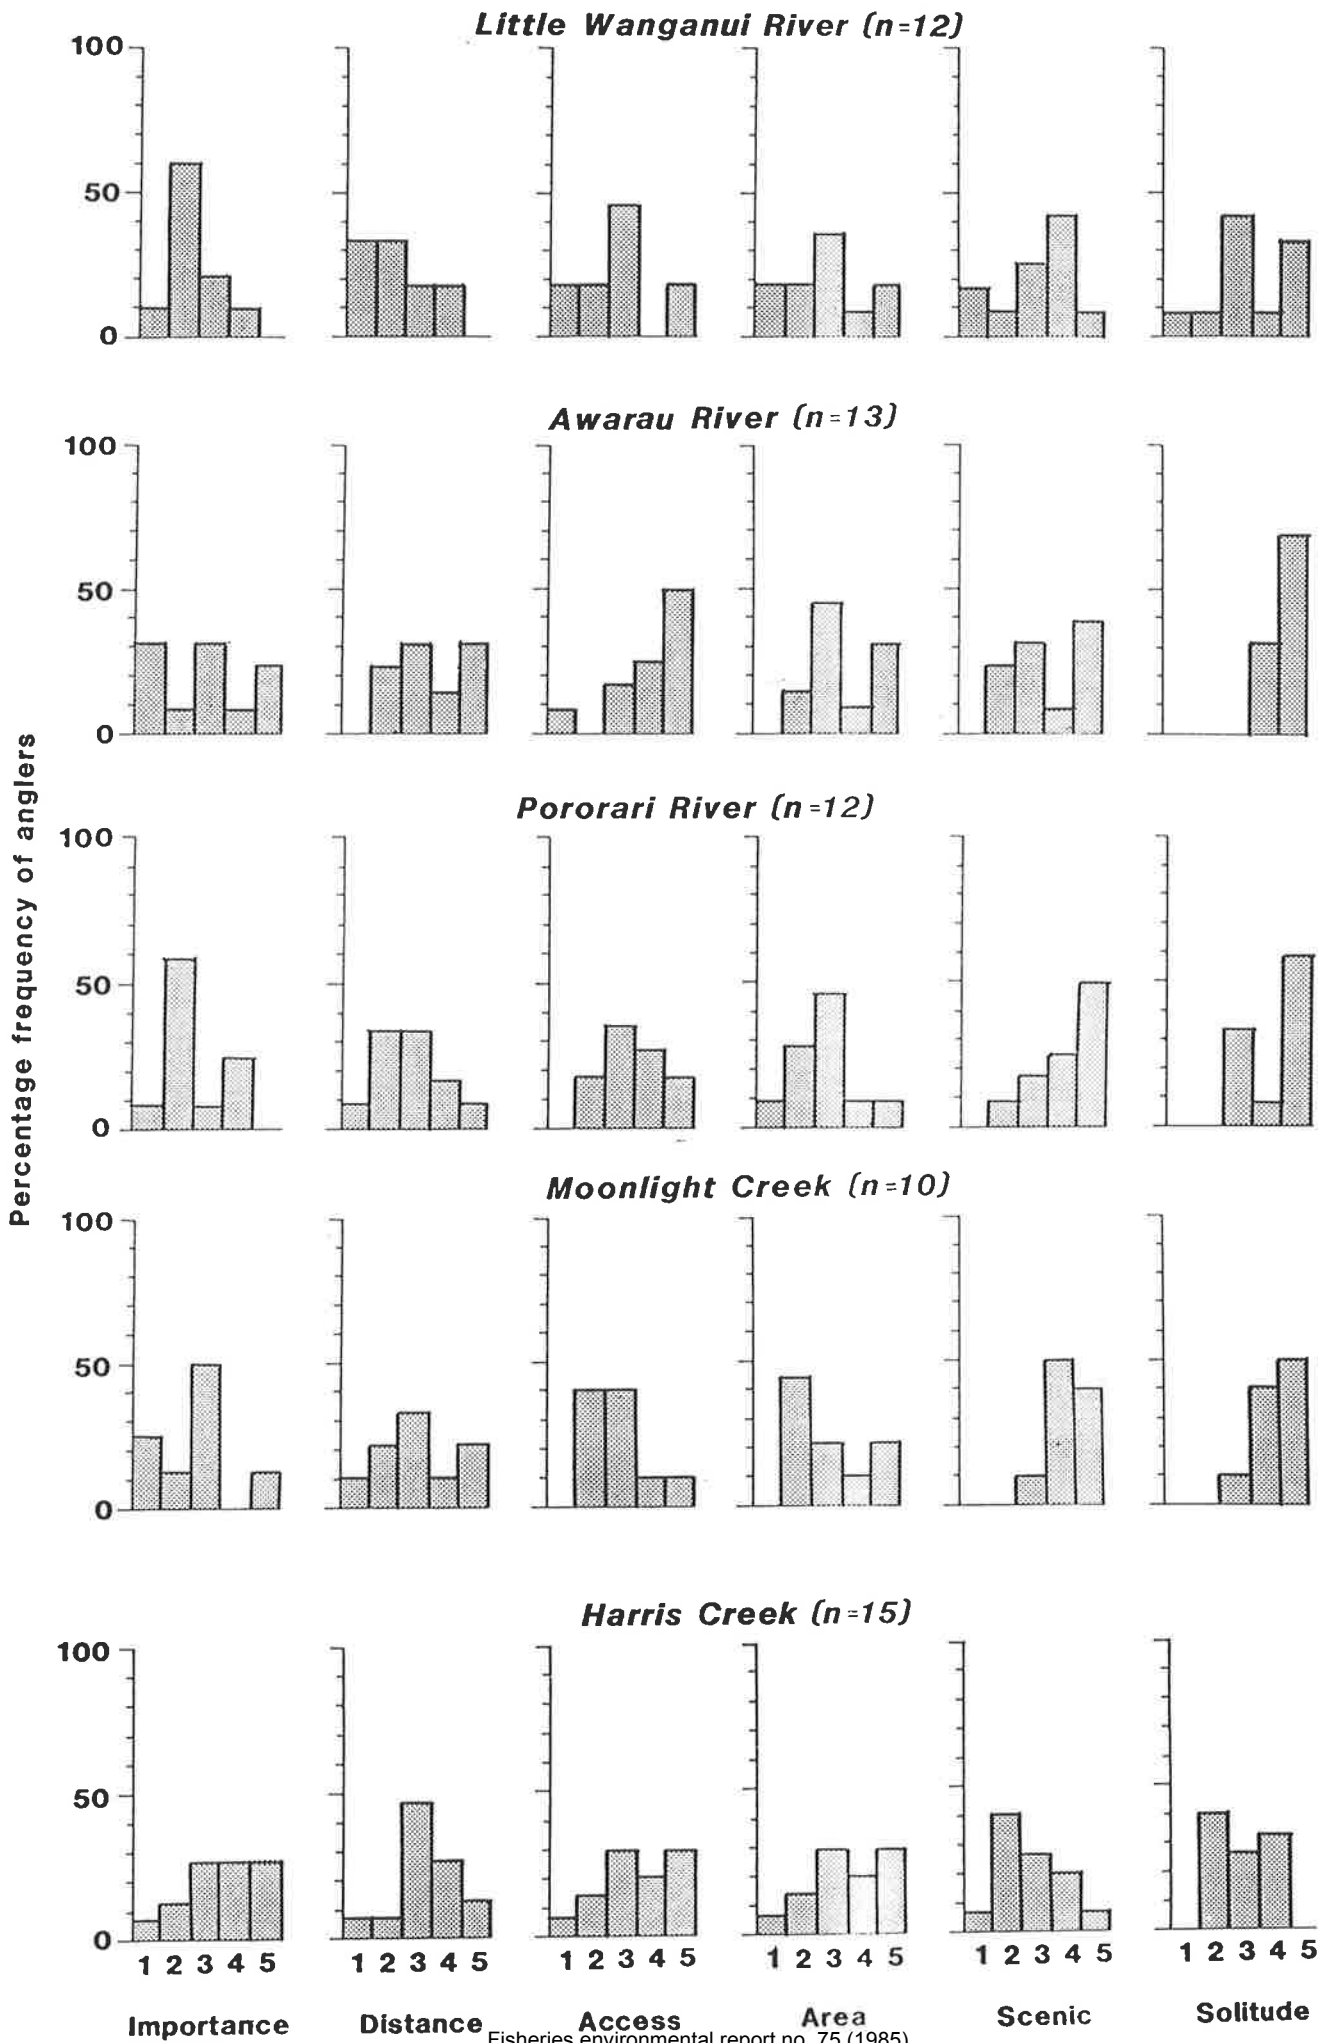 Little Wanganui River (n=12)
100
50
0
Awarau River (n=13)
100
50
0
Pororari River (n=12)
100
50
0
Moonlight Creek (n=10)
100
50
0
Harris Creek (n=15)
100
50
0
Percentage frequency of anglers
1 2 3 4 5 1 2 3 4 5 1 2 3 4 5 1 2 3 4 5 1 2 3 4 5 1 2 3 4 5
Importance Distance Access Area Scenic Solitude
Fisheries environmental report no. 75 (1985)